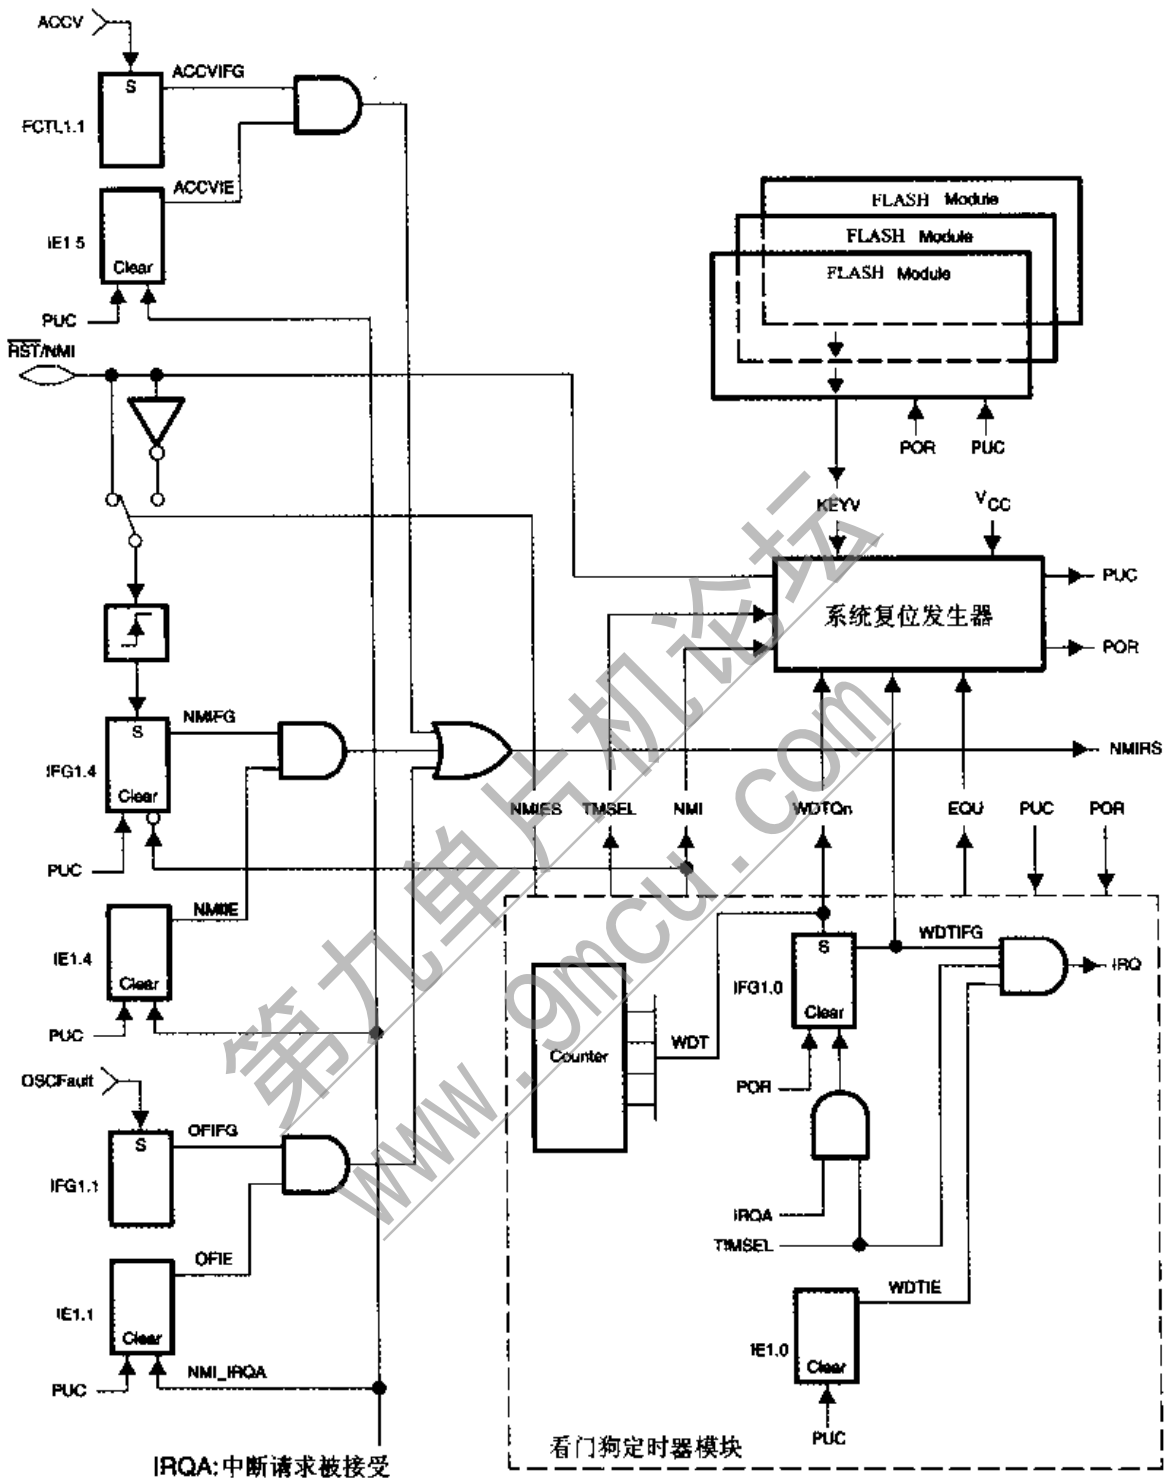 ACCV
S
ACCVIFG
FCTL1.1
ACCVIE
IE1.5
Clear
PUC
RST/NMI
FLASH Module
FLASH Module
FLASH Module
POR
PUC
KEYV
VCC
系统复位发生器
PUC
POR
S
NMIFG
IFG1.4
Clear
PUC
NMIRS
NMIES
TMSEL
NMI
WDTQn
EQU
PUC
POR
NMIIE
IE1.4
Clear
PUC
OSCFault
S
OFIFG
IFG1.1
OFIE
IE1.1
Clear
PUC
NMI_IRQA
IRQA:中断请求被接受
Counter
WDT
S
IFG1.0
Clear
WDTIFG
IRQ
POR
IRQA
TIMSEL
WDTIE
IE1.0
Clear
PUC
看门狗定时器模块
第九单片机论坛
www.9mcu.com